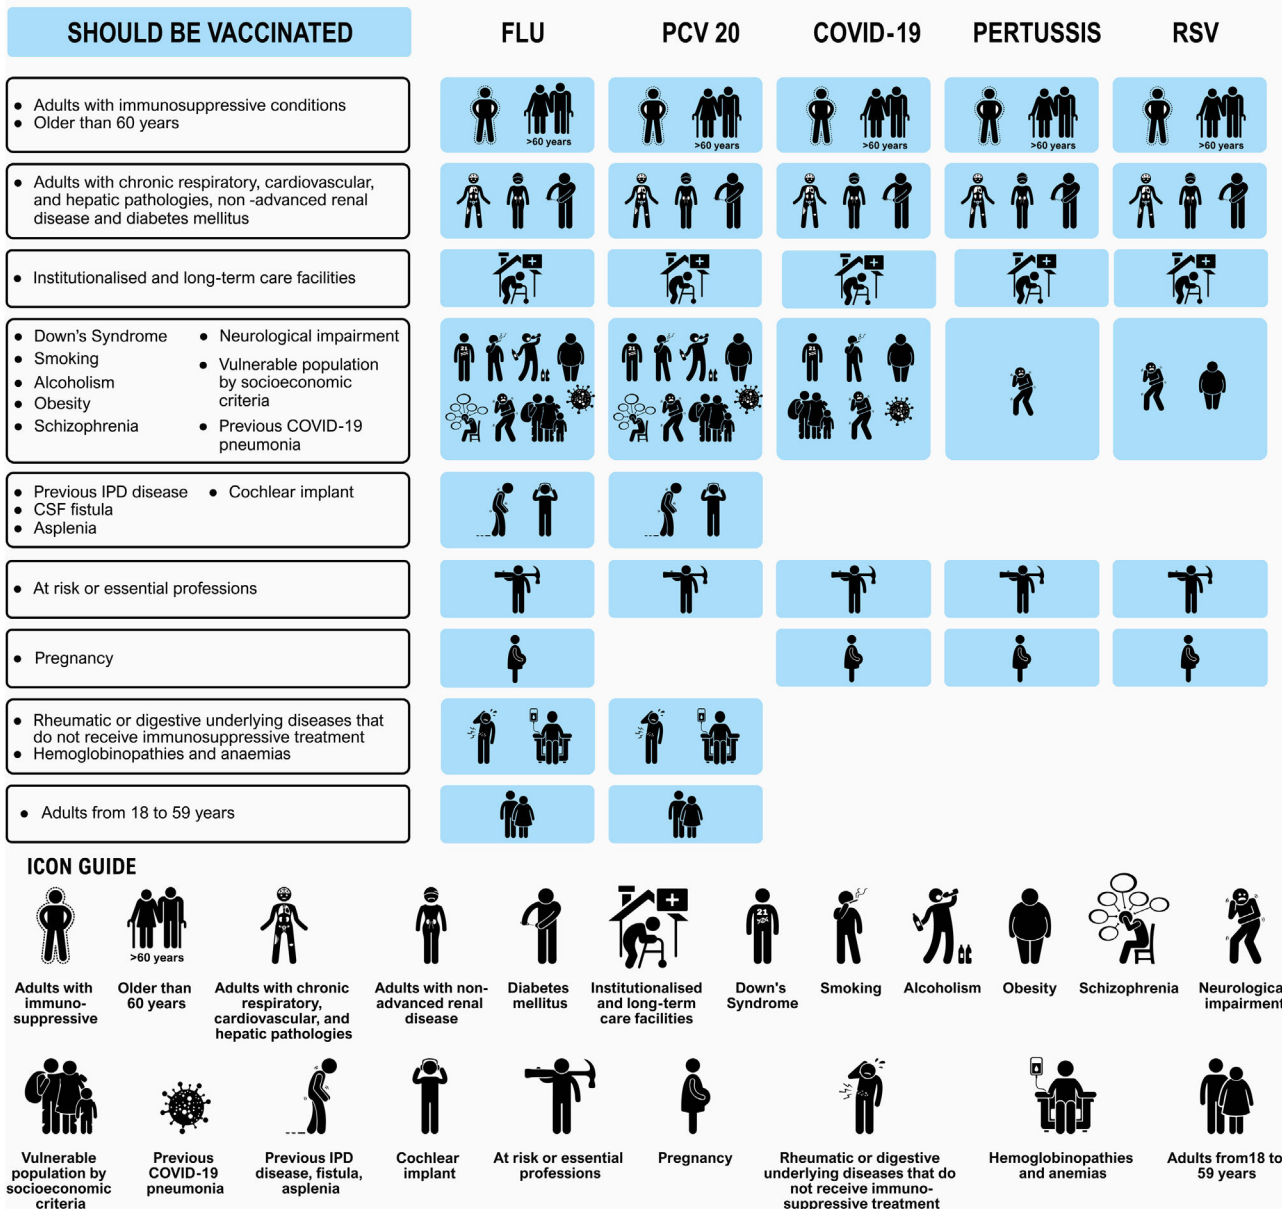 SHOULD BE VACCINATED
FLU
PCV 20
COVID-19
PERTUSSIS
RSV
● Adults with immunosuppressive conditions
● Older than 60 years
>60 years
>60 years
>60 years
>60 years
>60 years
● Adults with chronic respiratory, cardiovascular,
and hepatic pathologies, non -advanced renal
disease and diabetes mellitus
● Institutionalised and long-term care facilities
● Down's Syndrome
● Smoking
● Alcoholism
● Obesity
● Schizophrenia
● Neurological impairment
● Vulnerable population
by socioeconomic
criteria
● Previous COVID-19
pneumonia
21
21
21
● Previous IPD disease
● CSF fistula
● Asplenia
● Cochlear implant
● At risk or essential professions
● Pregnancy
● Rheumatic or digestive underlying diseases that
do not receive immunosuppressive treatment
● Hemoglobinopathies and anaemias
● Adults from 18 to 59 years
ICON GUIDE
>60 years
21
Adults with
immuno-
suppressive
Older than
60 years
Adults with chronic
respiratory,
cardiovascular, and
hepatic pathologies
Adults with non-
advanced renal
disease
Diabetes
mellitus
Institutionalised
and long-term
care facilities
Down's
Syndrome
Smoking
Alcoholism
Obesity
Schizophrenia
Neurological
impairment
Vulnerable
population by
socioeconomic
criteria
Previous
COVID-19
pneumonia
Previous IPD
disease, fistula,
asplenia
Cochlear
implant
At risk or essential
professions
Pregnancy
Rheumatic or digestive
underlying diseases that do
not receive immuno-
suppressive treatment
Hemoglobinopathies
and anemias
Adults from18 to
59 years